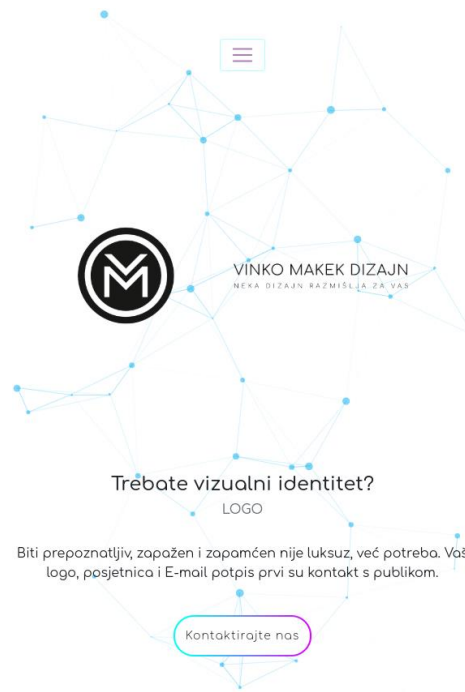 VINKO MAKEK DIZAJN
NEKA DIZAJN RAZMIŠLJA ZA VAS
Trebate vizualni identitet?
LOGO
Biti prepoznatljiv, zapažen i zapamćen nije luksuz, već potreba. Vaš
logo, posjetnica i E-mail potpis prvi su kontakt s publikom.
Kontaktirajte nas